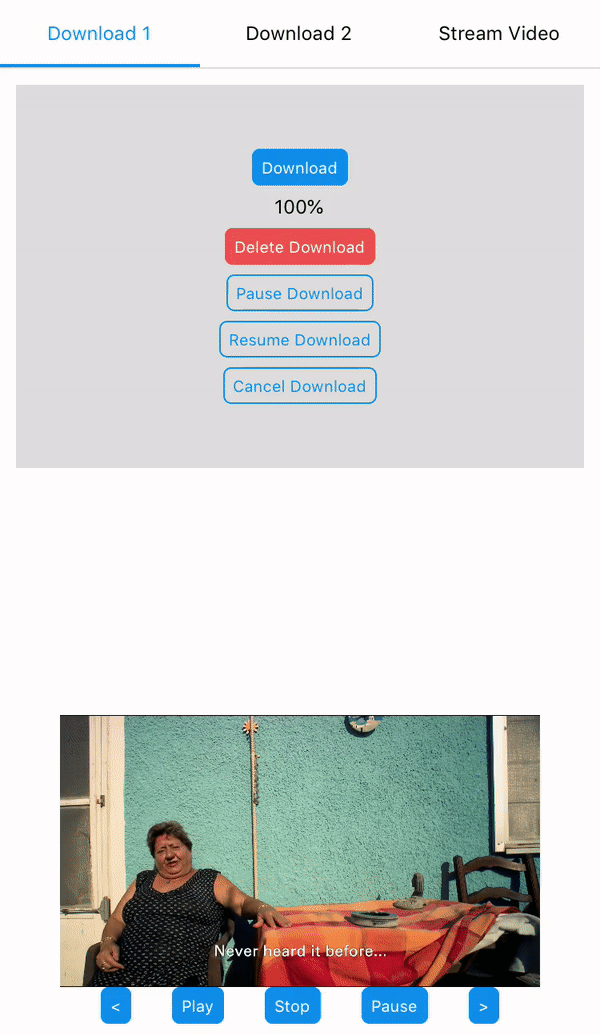 Download 1 Download 2 Stream Video
Download
100%
Delete Download
Pause Download
Resume Download
Cancel Download
Never heard it before...
< Play Stop Pause >